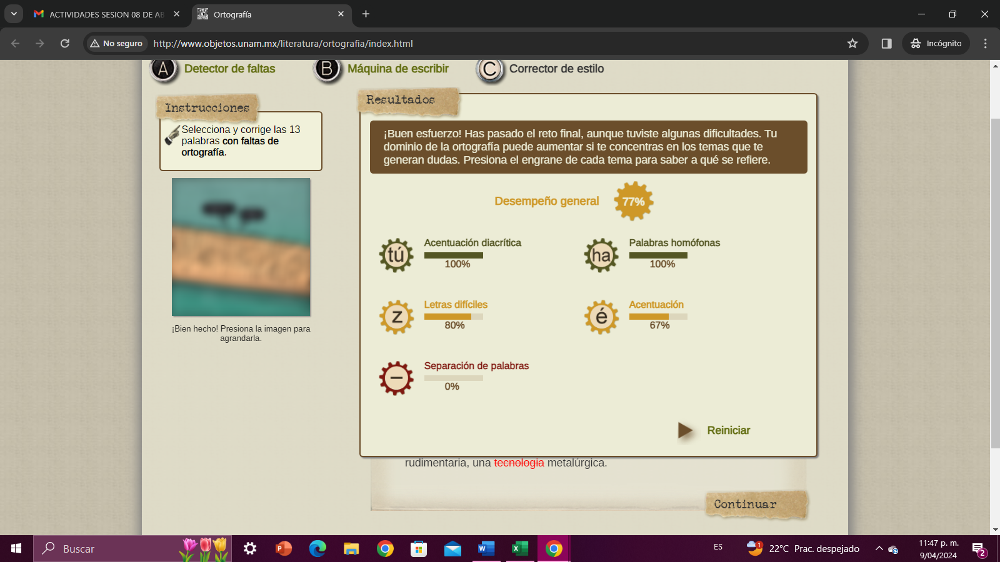 ACTIVIDADES SESION 08 DE AB
Ortografía
No seguro
http://www.objetos.unam.mx/literatura/ortografia/index.html
Incógnito
A Detector de faltas
B Máquina de escribir
C Corrector de estilo
Instrucciones
Selecciona y corrige las 13
palabras con faltas de
ortografía.
¡Bien hecho! Presiona la imagen para
agrandarla.
Resultados
¡Buen esfuerzo! Has pasado el reto final, aunque tuviste algunas dificultades. Tu
dominio de la ortografía puede aumentar si te concentras en los temas que te
generan dudas. Presiona el engrane de cada tema para saber a qué se refiere.
Desempeño general
77%
tú
Acentuación diacrítica
100%
ha
Palabras homófonas
100%
z
Letras difíciles
80%
é
Acentuación
67%
–
Separación de palabras
0%
Reiniciar
rudimentaria, una tecnologia metalúrgica.
Continuar
Buscar
P
W
X
ES
1
22°C Prac. despejado
11:47 p. m.
9/04/2024
2